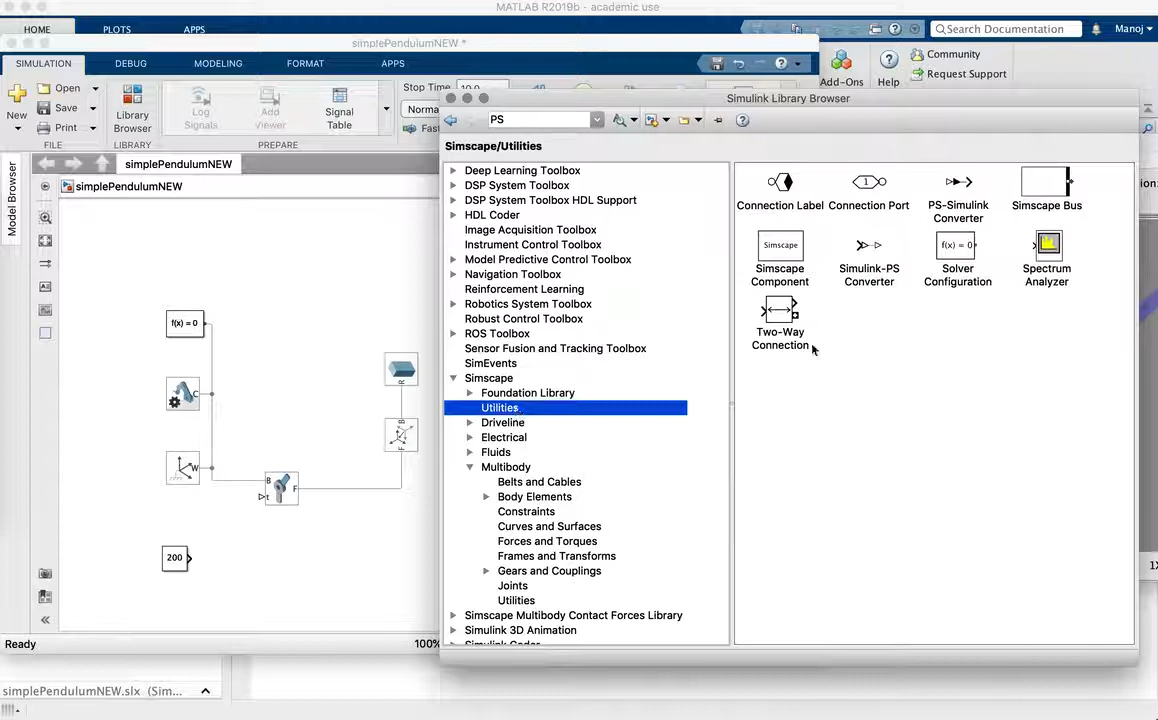 MATLAB R2019b - academic use
HOME
PLOTS
APPS
Search Documentation
Manoj
simplePendulumNEW *
SIMULATION
DEBUG
MODELING
FORMAT
APPS
Add-Ons
Help
Community
Request Support
New
Open
Save
Print
FILE
Library
Browser
LIBRARY
Log
Signals
Add
Viewer
Signal
Table
PREPARE
Stop Time
10.0
Norma
Fast
Simulink Library Browser
PS
Simscape/Utilities
simplePendulumNEW
simplePendulumNEW
Model Browser
f(x) = 0
C
W
B
F
t
R
B
F
200
Ready
100%
simplePendulumNEW.slx (Sim...
Deep Learning Toolbox
DSP System Toolbox
DSP System Toolbox HDL Support
HDL Coder
Image Acquisition Toolbox
Instrument Control Toolbox
Model Predictive Control Toolbox
Navigation Toolbox
Reinforcement Learning
Robotics System Toolbox
Robust Control Toolbox
ROS Toolbox
Sensor Fusion and Tracking Toolbox
SimEvents
Simscape
Foundation Library
Utilities
Driveline
Electrical
Fluids
Multibody
Belts and Cables
Body Elements
Constraints
Curves and Surfaces
Forces and Torques
Frames and Transforms
Gears and Couplings
Joints
Utilities
Simscape Multibody Contact Forces Library
Simulink 3D Animation
Simulink Coder
Connection Label
1
Connection Port
PS-Simulink
Converter
Simscape Bus
Simscape
Simscape
Component
Simulink-PS
Converter
f(x) = 0
Solver
Configuration
Spectrum
Analyzer
Two-Way
Connection